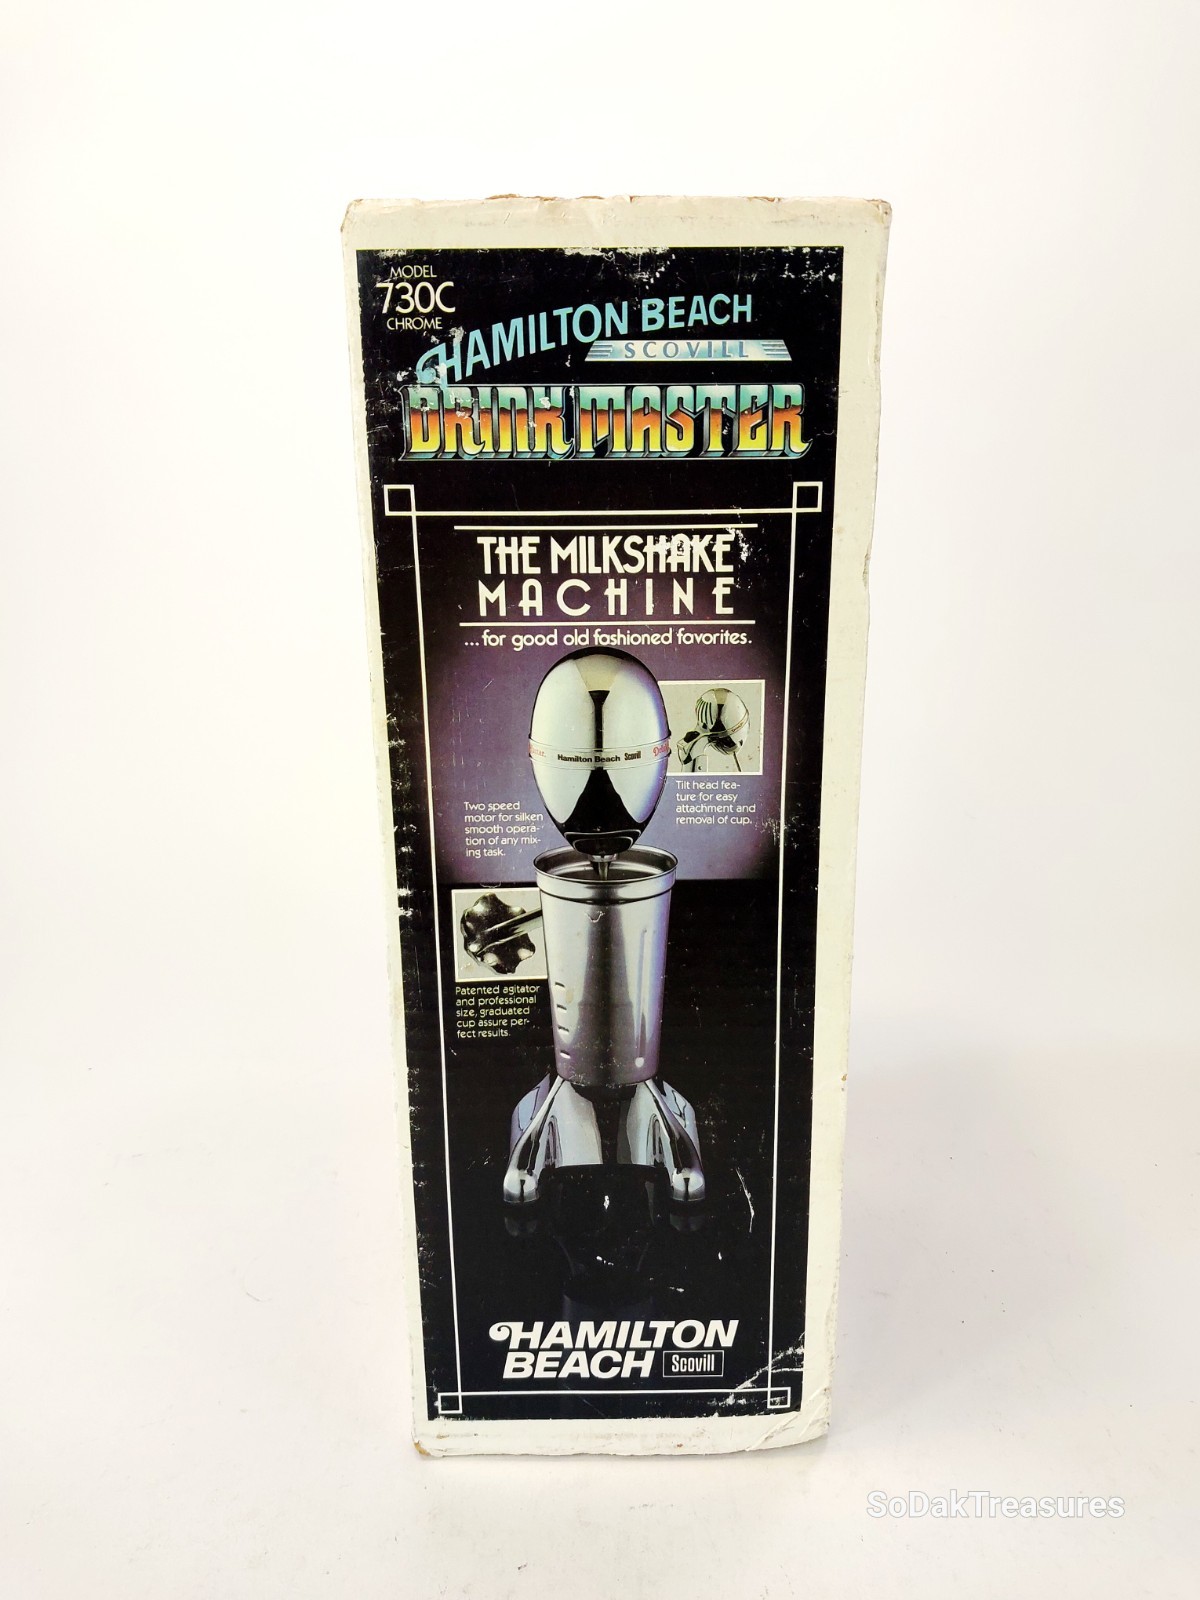 MODEL
730C
CHROME
HAMILTON BEACH
SCOVILL
DRINKMASTER
THE MILKSHAKE
MACHINE
...for good old fashioned favorites.
Hamilton Beach Scovill
Tilt head fea-
ture for easy
attachment and
removal of cup.
Two speed
motor for silken
smooth opera-
tion of any mix-
ing task.
Patented agitator
and professional
size, graduated
cup assure per-
fect results.
HAMILTON
BEACH Scovill
SoDakTreasures